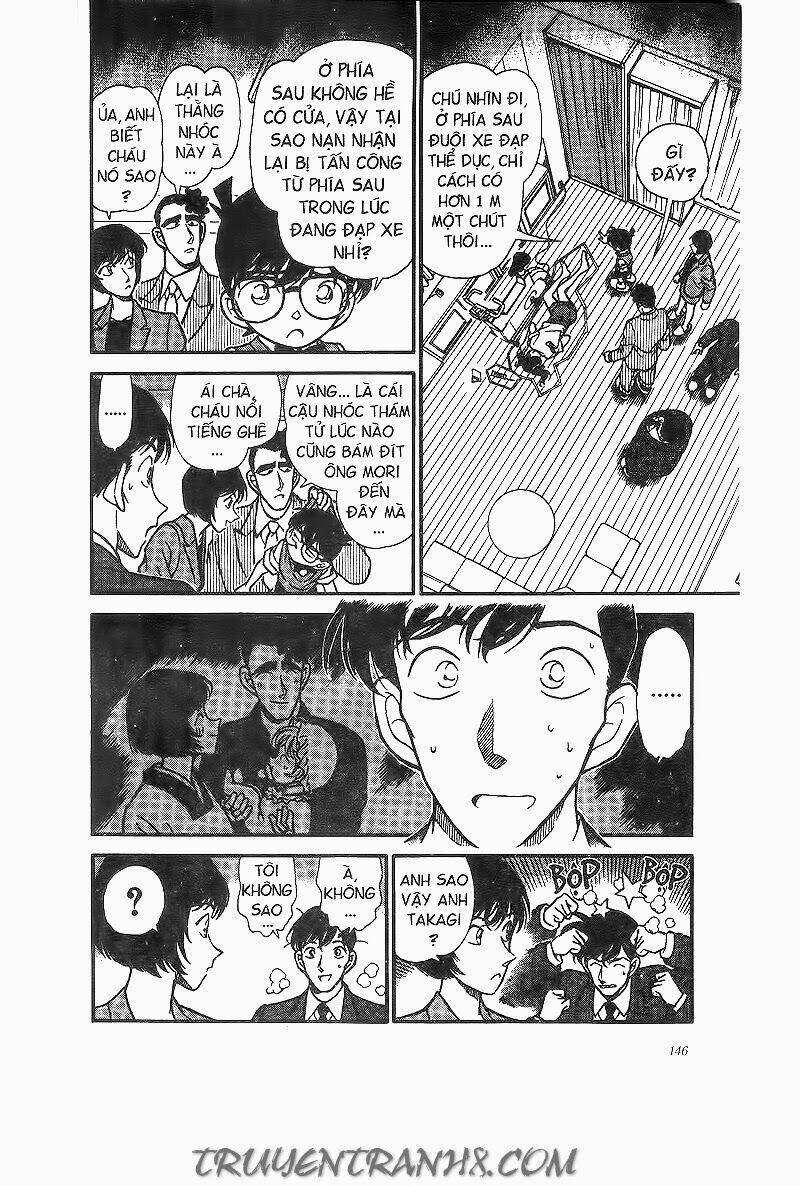 GÌ
ĐẤY?
CHÚ NHÌN ĐI,
Ở PHÍA SAU
ĐUÔI XE ĐẠP
THỂ DỤC, CHỈ
CÁCH CÓ
HƠN 1 M
MỘT CHÚT
THÔI...
Ở PHÍA
SAU KHÔNG HỀ
CÓ CỬA, VẬY TẠI
SAO NẠN NHẬN
LẠI BỊ TẤN CÔNG
TỪ PHÍA SAU
TRONG LÚC
ĐANG ĐẠP XE
NHỈ?
LẠI LÀ
THẰNG
NHÓC
NÀY À
...
ỦA, ANH
BIẾT
CHÁU
NÓ SAO
?
VÂNG... LÀ CÁI
CẬU NHÓC THÁM
TỬ LÚC NÀO
CŨNG BÁM ĐÍT
ÔNG MORI
ĐẾN
ĐÂY MÀ
...
ÁI CHÀ,
CHÁU NỔI
TIẾNG GHÊ
...
.....
.....
BỘP
BỘP
ANH SAO
VẬY ANH
TAKAGI
?
À,
KHÔNG
...
TÔI
KHÔNG
SAO...
?
146
TRUYENTRANH8.COM